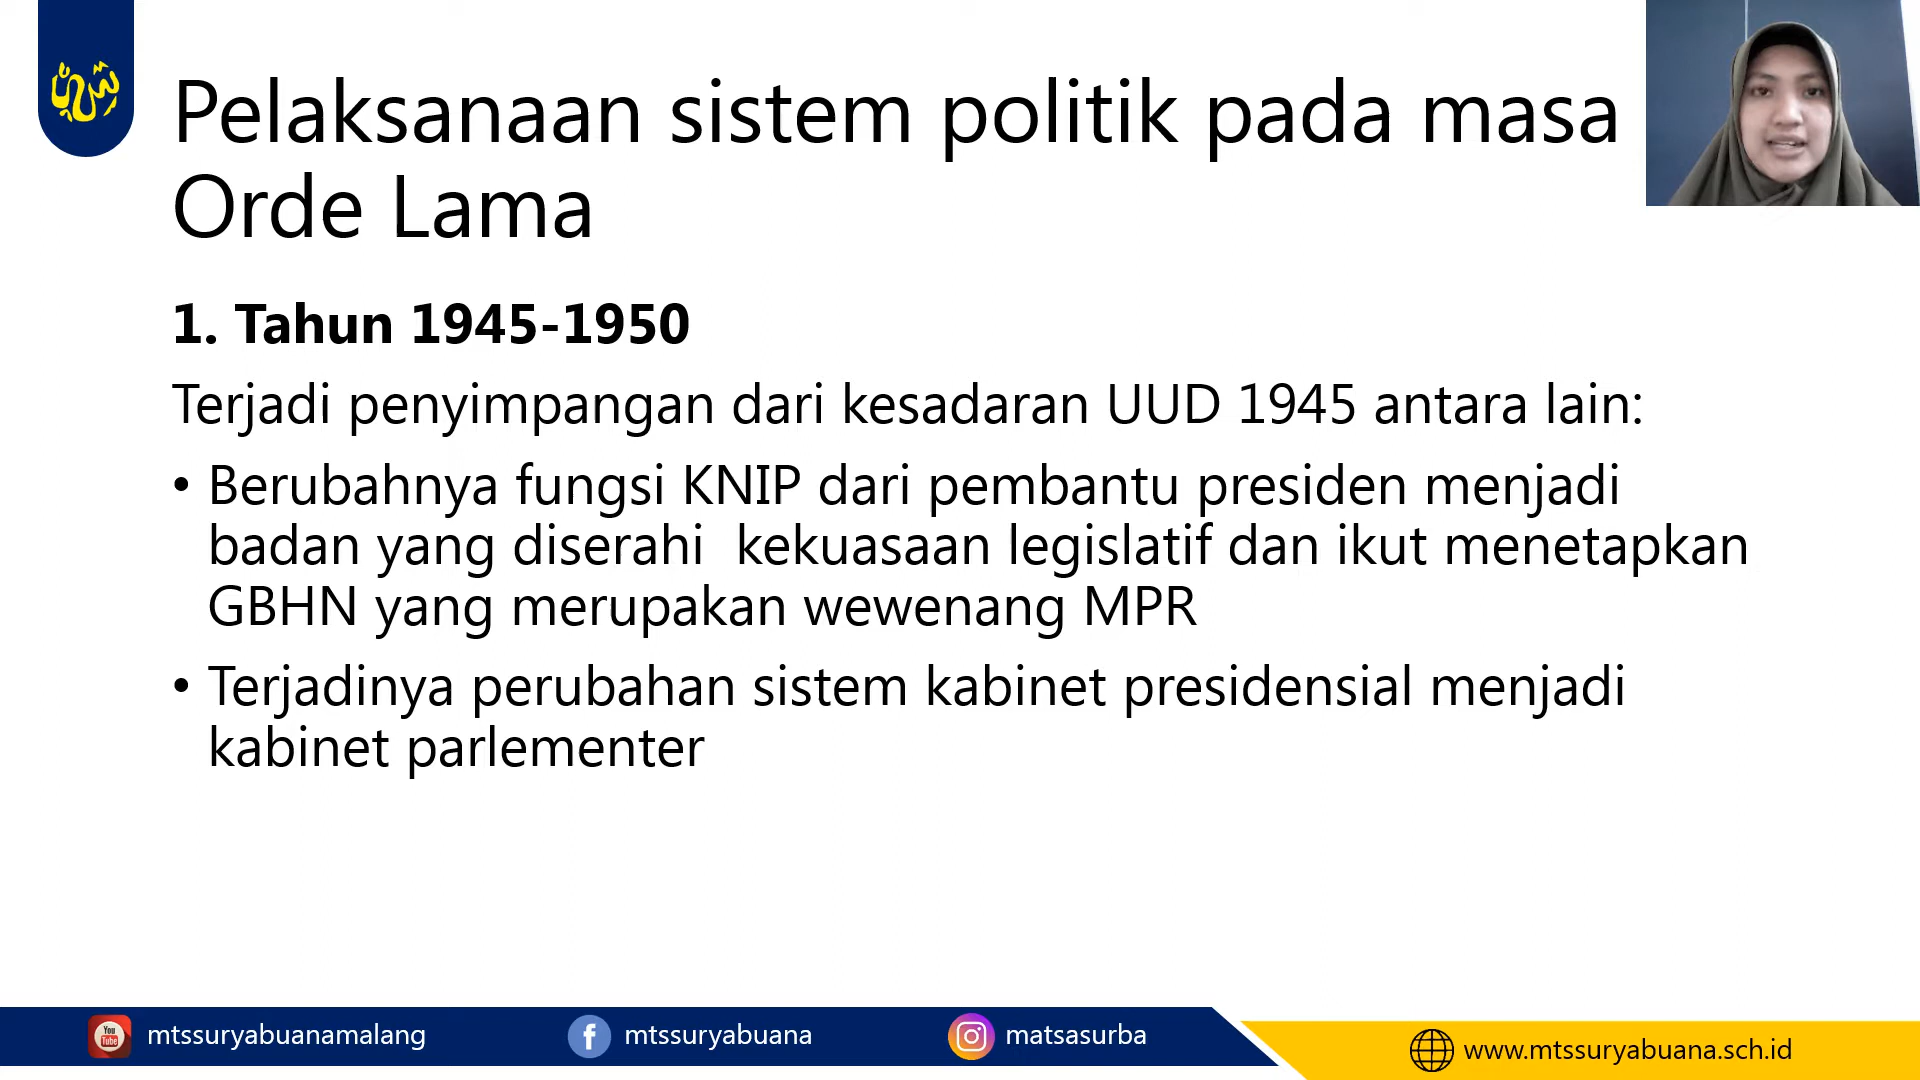 Pelaksanaan sistem politik pada masa
Orde Lama
1. Tahun 1945-1950
Terjadi penyimpangan dari kesadaran UUD 1945 antara lain:
• Berubahnya fungsi KNIP dari pembantu presiden menjadi
badan yang diserahi  kekuasaan legislatif dan ikut menetapkan
GBHN yang merupakan wewenang MPR
• Terjadinya perubahan sistem kabinet presidensial menjadi
kabinet parlementer
You Tube mtssuryabuanamalang
f mtssuryabuana
matsasurba
www.mtssuryabuana.sch.id